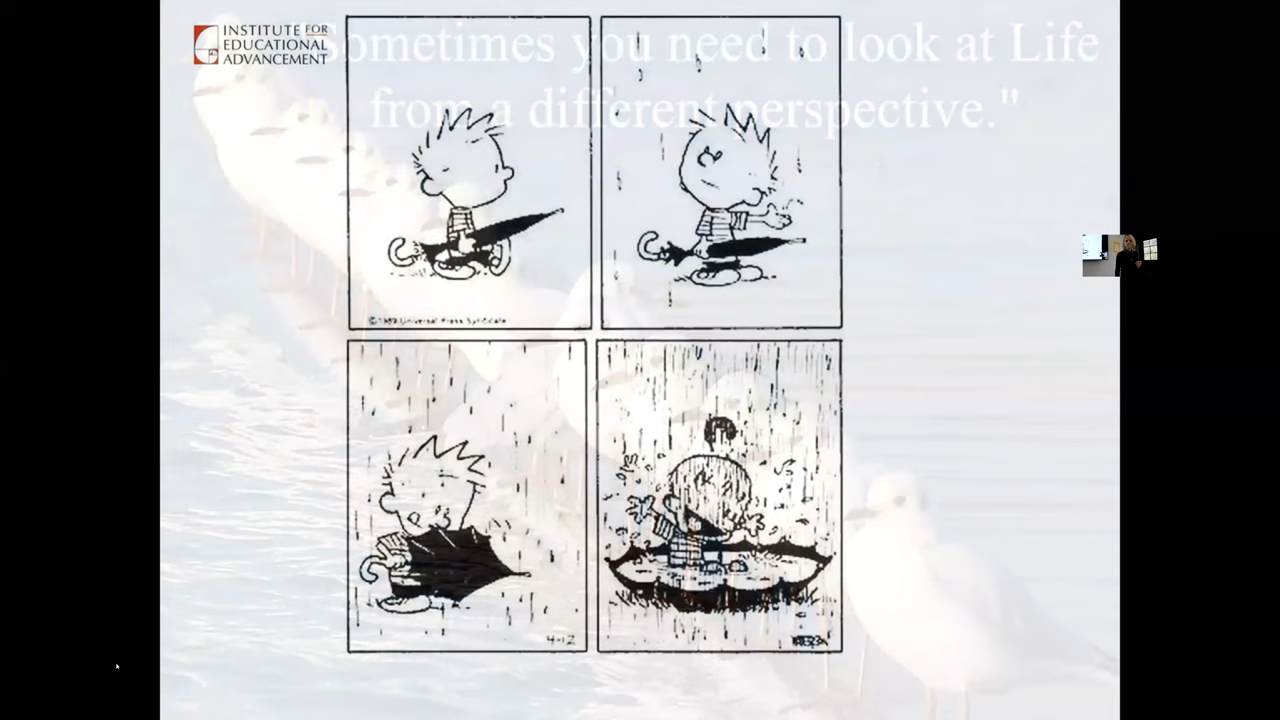 INSTITUTE FOR
EDUCATIONAL
ADVANCEMENT
"Sometimes you need to look at Life
from a different perspective."
©1989 Universal Press Syndicate
4-12